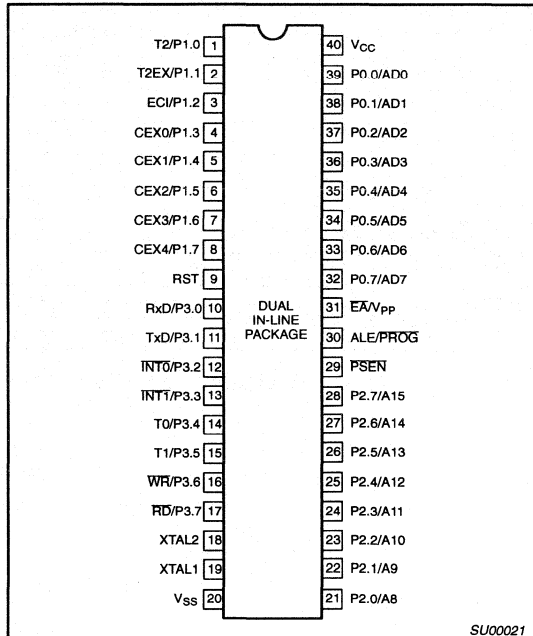 T2/P1.0 1 40 VCC
T2EX/P1.1 2 39 P0.0/AD0
ECI/P1.2 3 38 P0.1/AD1
CEX0/P1.3 4 37 P0.2/AD2
CEX1/P1.4 5 36 P0.3/AD3
CEX2/P1.5 6 35 P0.4/AD4
CEX3/P1.6 7 34 P0.5/AD5
CEX4/P1.7 8 33 P0.6/AD6
RST 9 32 P0.7/AD7
RxD/P3.0 10 DUAL 31 E̅A̅/VPP
IN-LINE
TxD/P3.1 11 PACKAGE 30 ALE/P̅R̅O̅G̅
I̅N̅T̅0̅/P3.2 12 29 P̅S̅E̅N̅
I̅N̅T̅1̅/P3.3 13 28 P2.7/A15
T0/P3.4 14 27 P2.6/A14
T1/P3.5 15 26 P2.5/A13
W̅R̅/P3.6 16 25 P2.4/A12
R̅D̅/P3.7 17 24 P2.3/A11
XTAL2 18 23 P2.2/A10
XTAL1 19 22 P2.1/A9
VSS 20 21 P2.0/A8
SU00021